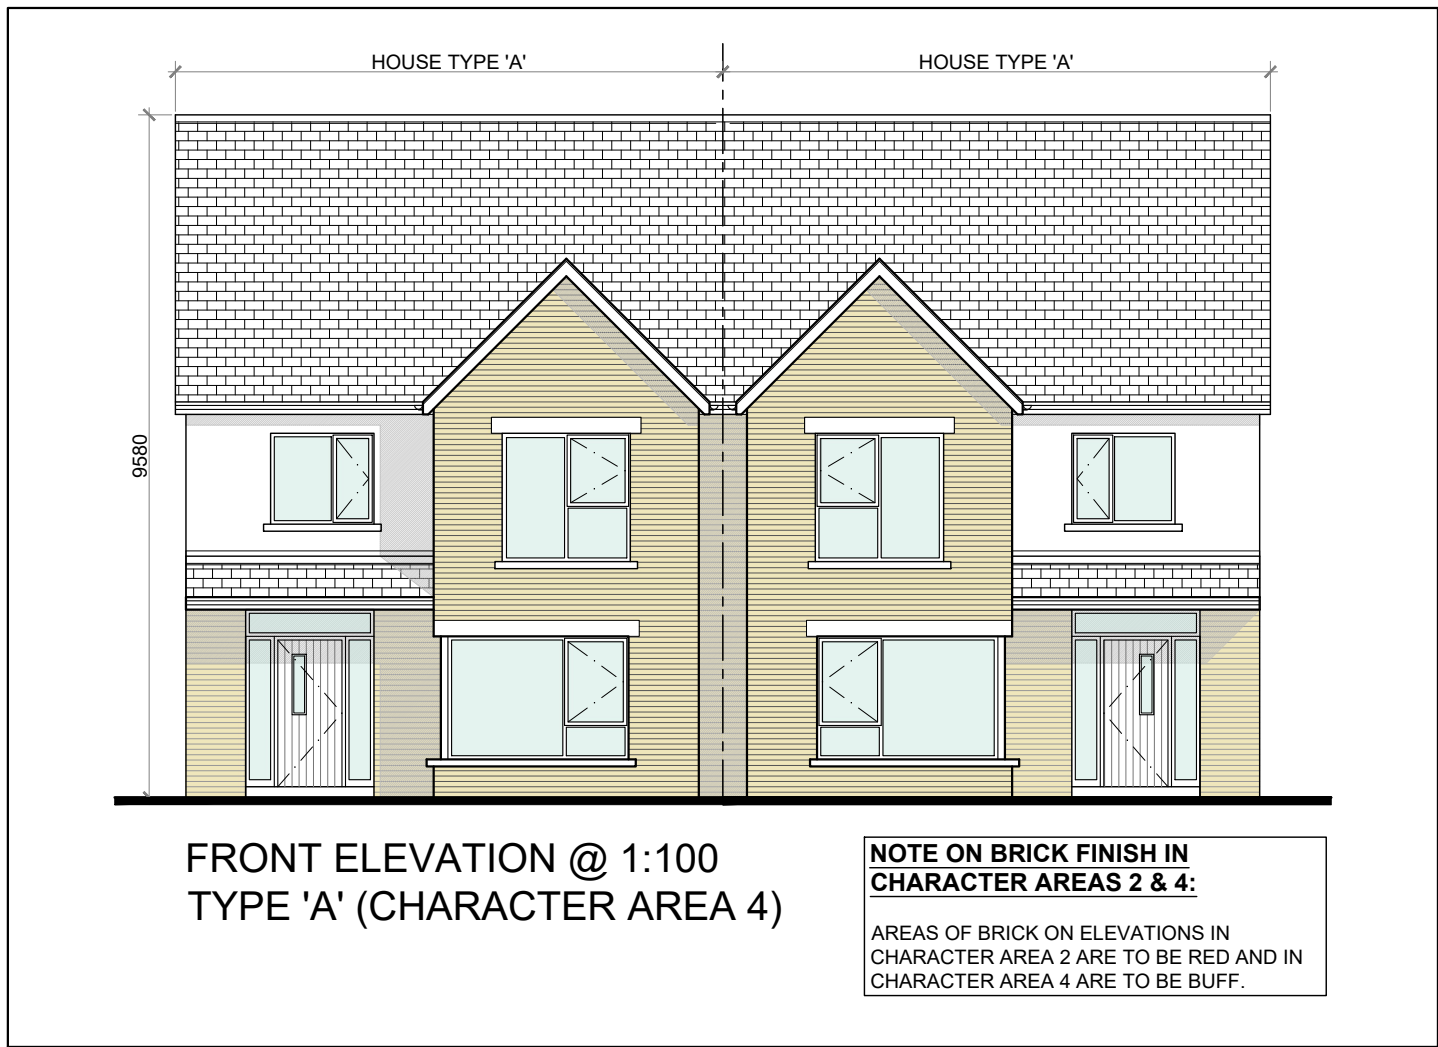 HOUSE TYPE 'A'
HOUSE TYPE 'A'
9580
FRONT ELEVATION @ 1:100
TYPE 'A' (CHARACTER AREA 4)
NOTE ON BRICK FINISH IN
CHARACTER AREAS 2 & 4:
AREAS OF BRICK ON ELEVATIONS IN
CHARACTER AREA 2 ARE TO BE RED AND IN
CHARACTER AREA 4 ARE TO BE BUFF.